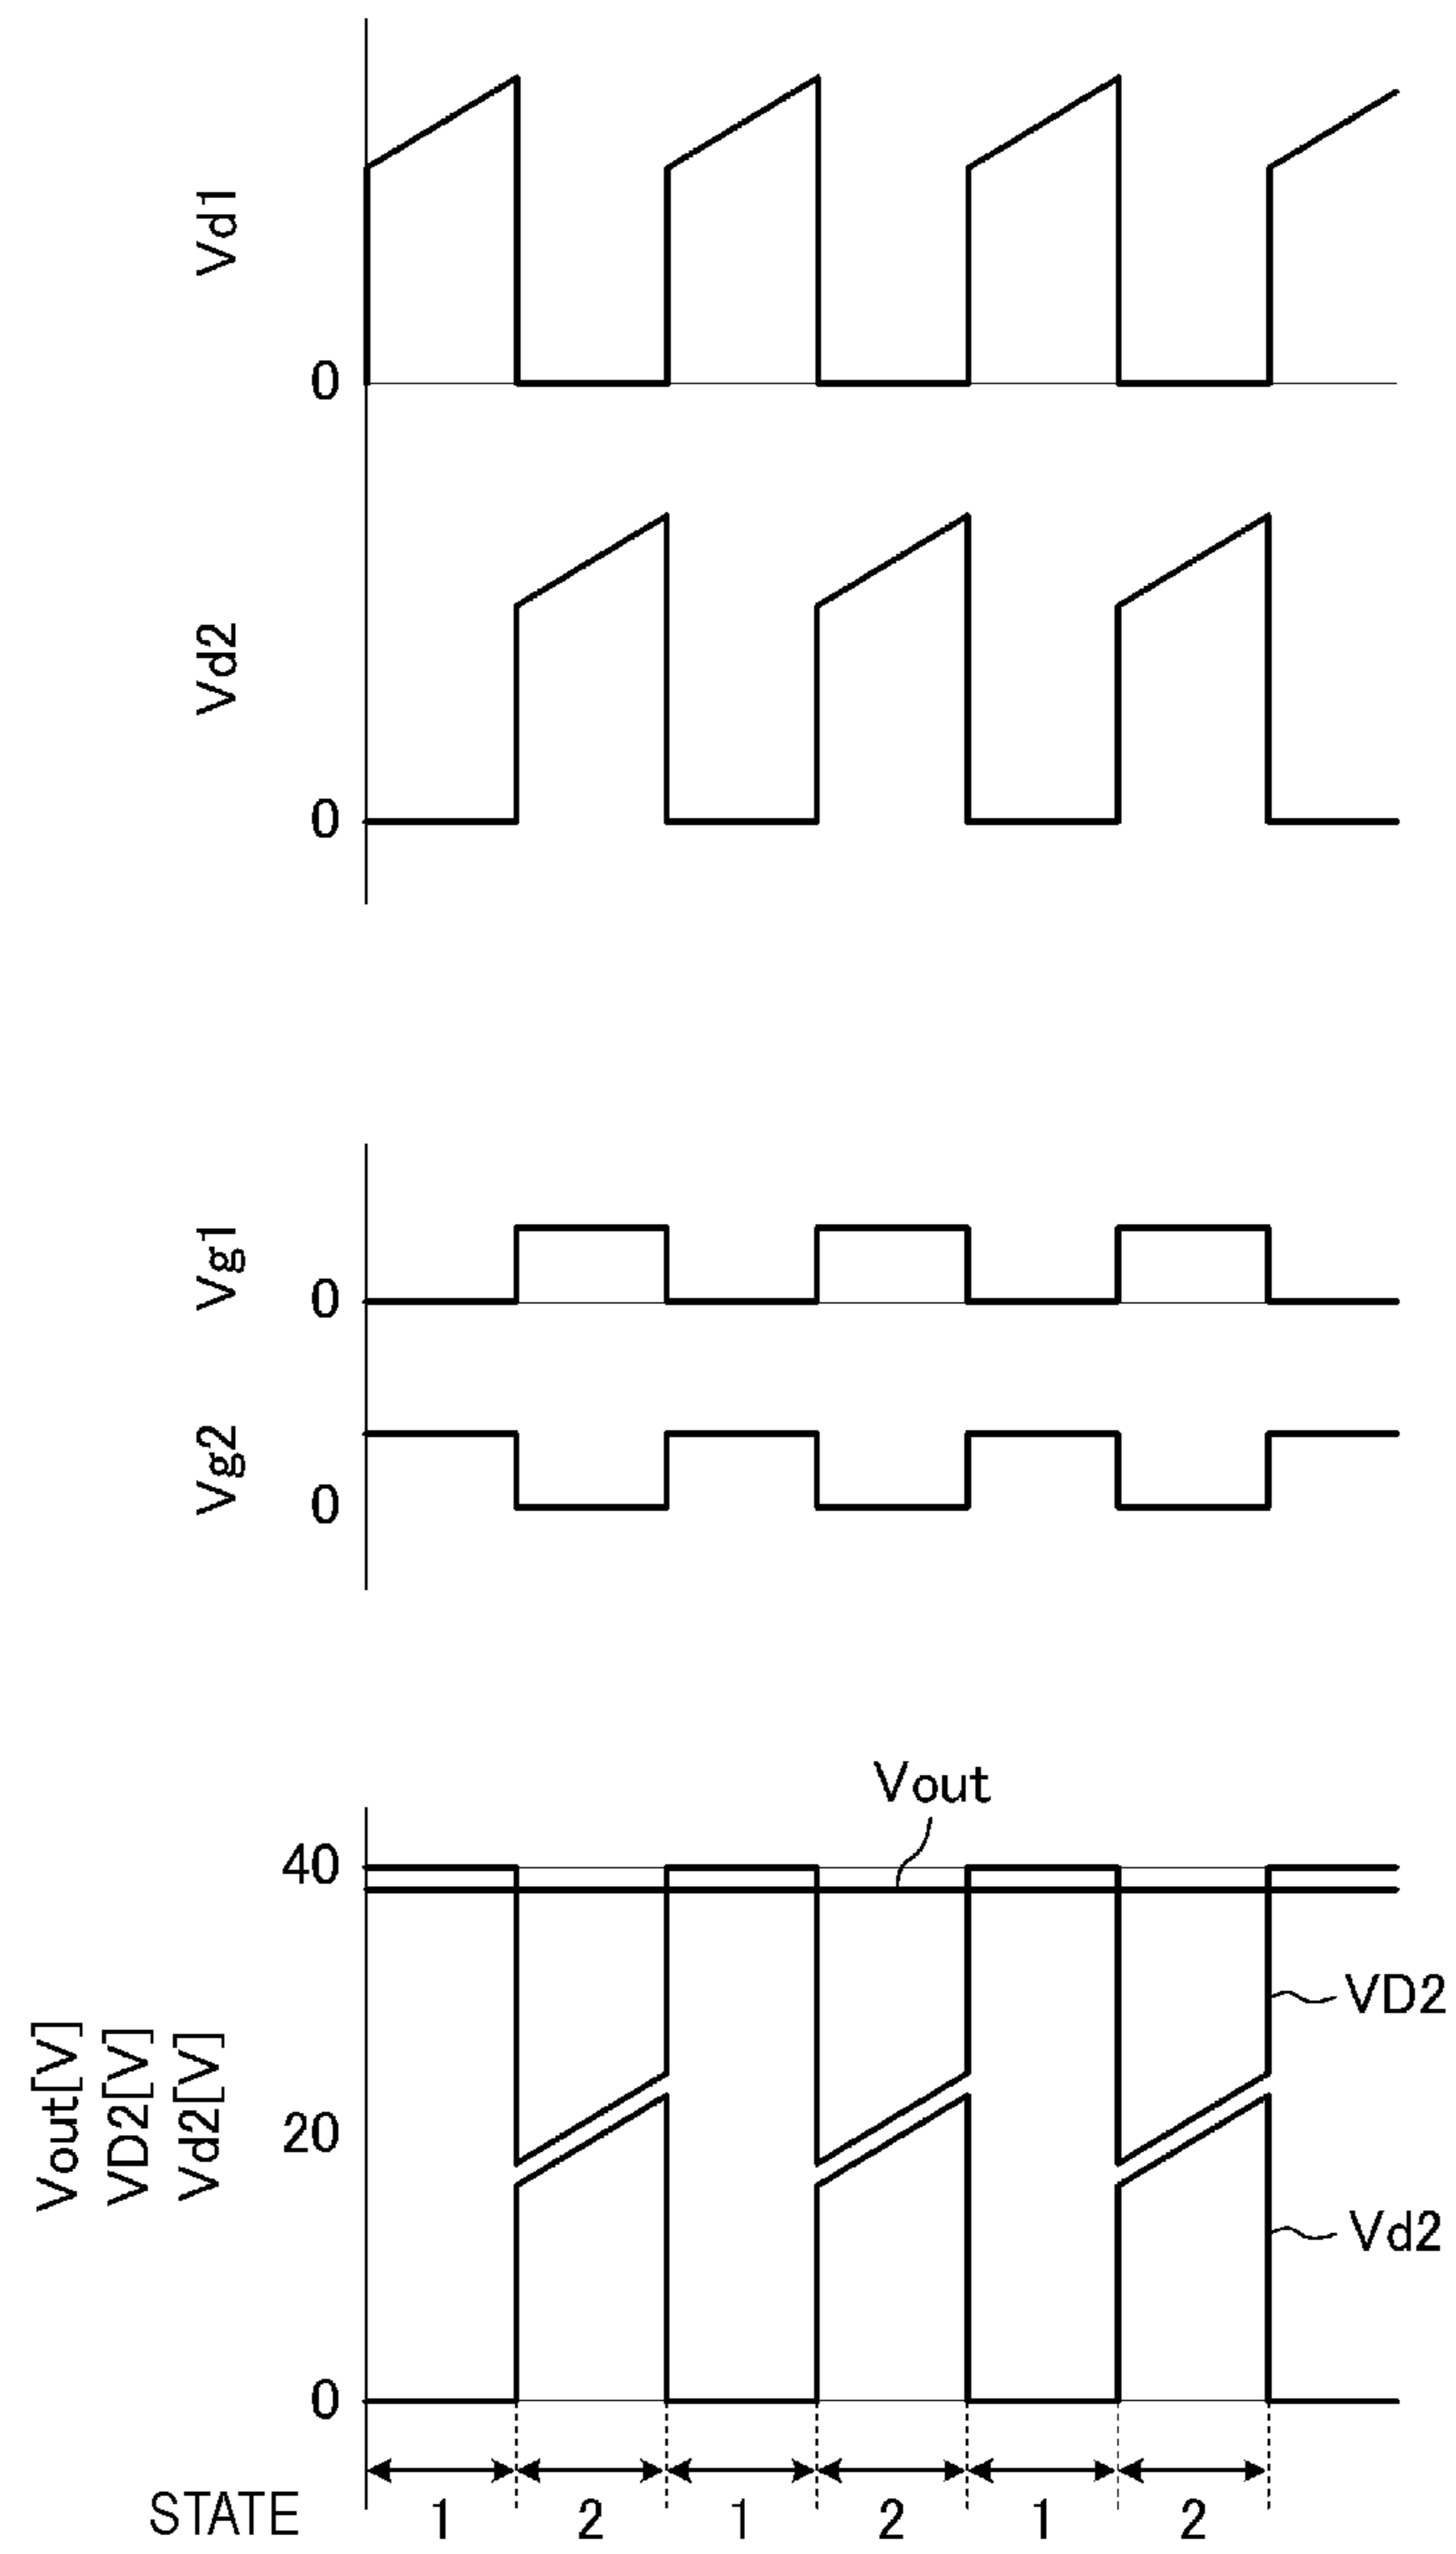 Vd1
0
Vd2
0
Vg1
0
Vg2
0
Vout
40
VD2
Vout[V]
VD2[V]
Vd2[V]
20
Vd2
0
STATE 1 2 1 2 1 2